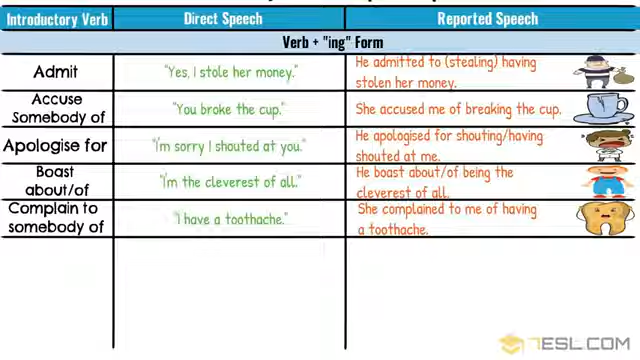 Introductory Verb
Direct Speech
Reported Speech
Verb + "ing" Form
Admit
"Yes, I stole her money."
He admitted to (stealing) having
stolen her money.
Accuse
Somebody of
"You broke the cup."
She accused me of breaking the cup.
Apologise for
"I'm sorry I shouted at you."
He apologised for shouting/having
shouted at me.
Boast
about/of
"I'm the cleverest of all."
He boast about/of being the
cleverest of all.
Complain to
somebody of
"I have a toothache."
She complained to me of having
a toothache.
7ESL.COM